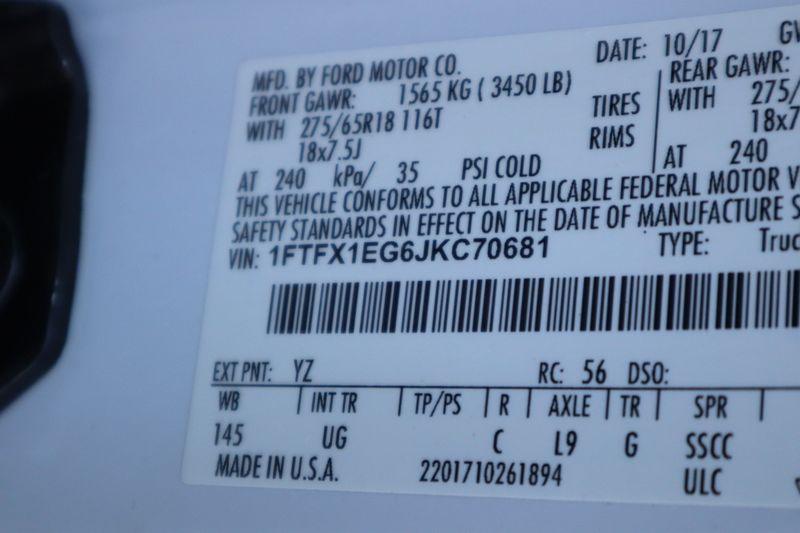 MFD. BY FORD MOTOR CO. DATE: 10/17 GV
FRONT GAWR: 1565 KG ( 3450 LB) REAR GAWR:
WITH 275/65R18 116T TIRES WITH 275/
18x7.5J RIMS 18x7.
AT 240 kPa/ 35 PSI COLD AT 240
THIS VEHICLE CONFORMS TO ALL APPLICABLE FEDERAL MOTOR V
SAFETY STANDARDS IN EFFECT ON THE DATE OF MANUFACTURE S
VIN: 1FTFX1EG6JKC70681 TYPE: Truc
EXT PNT: YZ RC: 56 DSO:
WB INT TR TP/PS R AXLE TR SPR
145 UG C L9 G SSCC
MADE IN U.S.A. 2201710261894 ULC